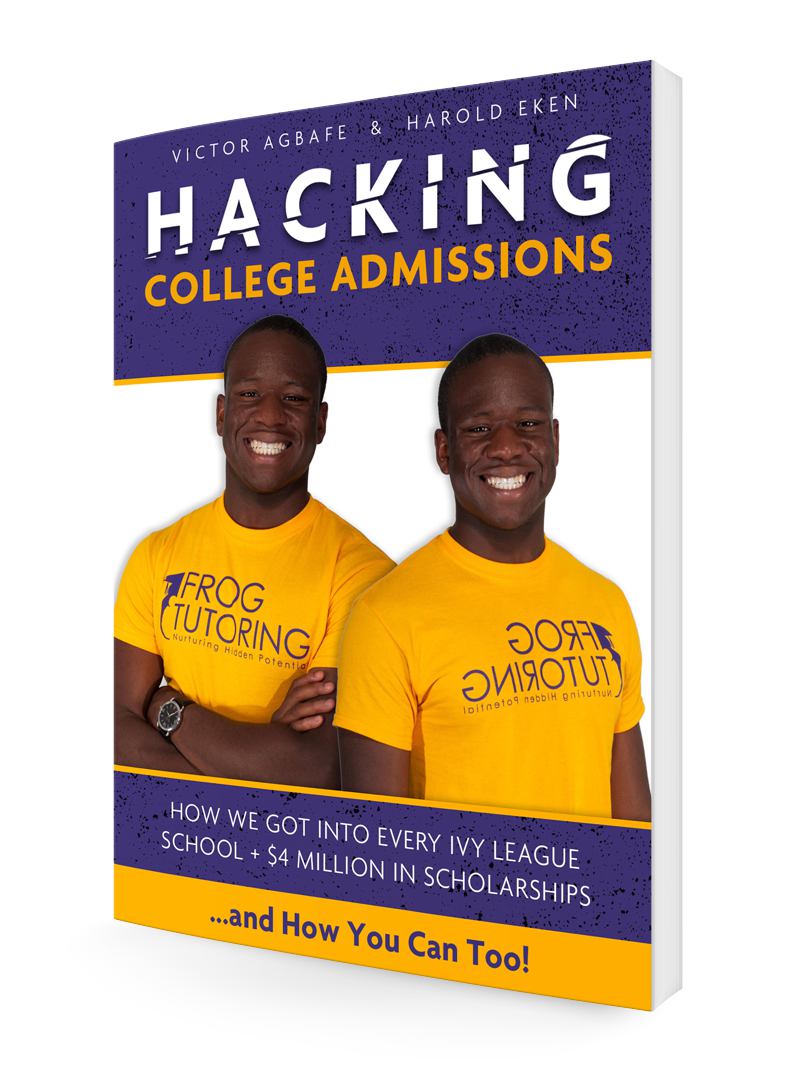 VICTOR AGBAFE & HAROLD EKEN
HACKING
COLLEGE ADMISSIONS
FROG
TUTORING
Nurturing Hidden Potential
FROG
TUTORING
Nurturing Hidden Potential
HOW WE GOT INTO EVERY IVY LEAGUE
SCHOOL + $4 MILLION IN SCHOLARSHIPS
...and How You Can Too!